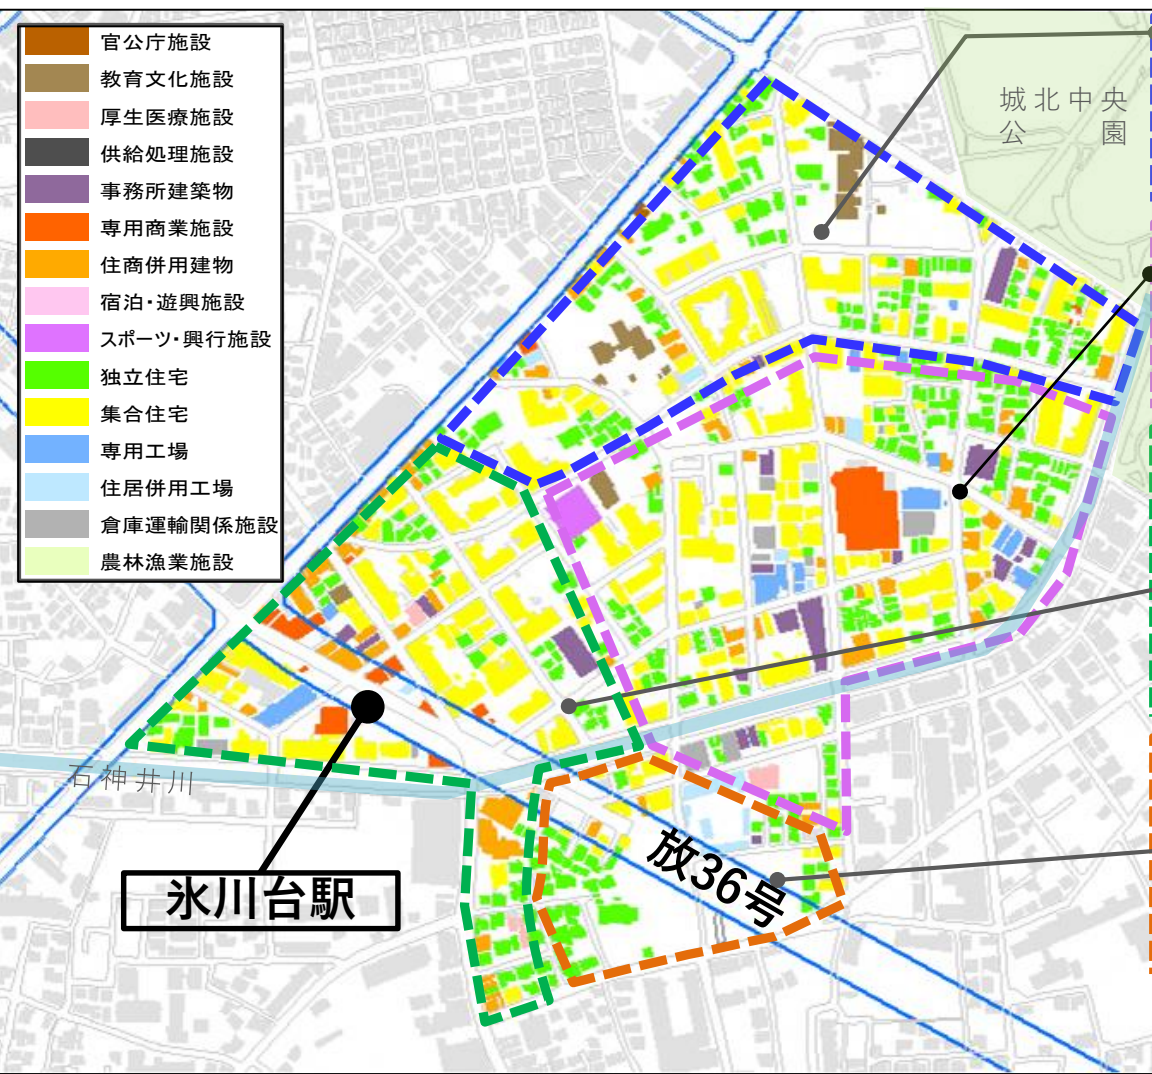 官公庁施設
教育文化施設
厚生医療施設
供給処理施設
事務所建築物
専用商業施設
住商併用建物
宿泊・遊興施設
スポーツ・興行施設
独立住宅
集合住宅
専用工場
住居併用工場
倉庫運輸関係施設
農林漁業施設
城北中央
公園
石神井川
氷川台駅
放36号